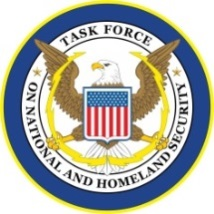 TASK FORCE
ON NATIONAL AND HOMELAND SECURITY